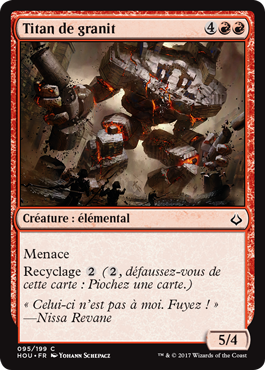 Titan de granit 4
Créature : élémental
Menace
Recyclage 2 (2, défaussez-vous de
cette carte : Piochez une carte.)
« Celui-ci n'est pas à moi. Fuyez ! »
—Nissa Revane
5/4
095/199 C
HOU • FR Yohann Schepacz
™ & © 2017 Wizards of the Coast